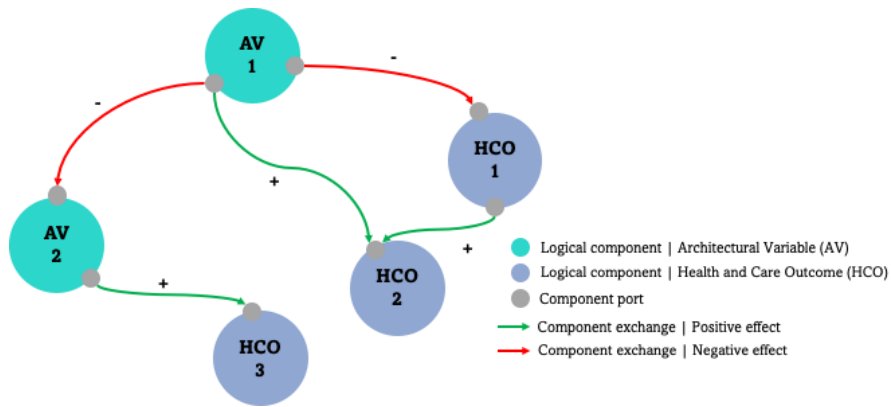 AV
1
-
-
HCO
1
+
AV
2
+
+
HCO
2
HCO
3
Logical component | Architectural Variable (AV)
Logical component | Health and Care Outcome (HCO)
Component port
Component exchange | Positive effect
Component exchange | Negative effect